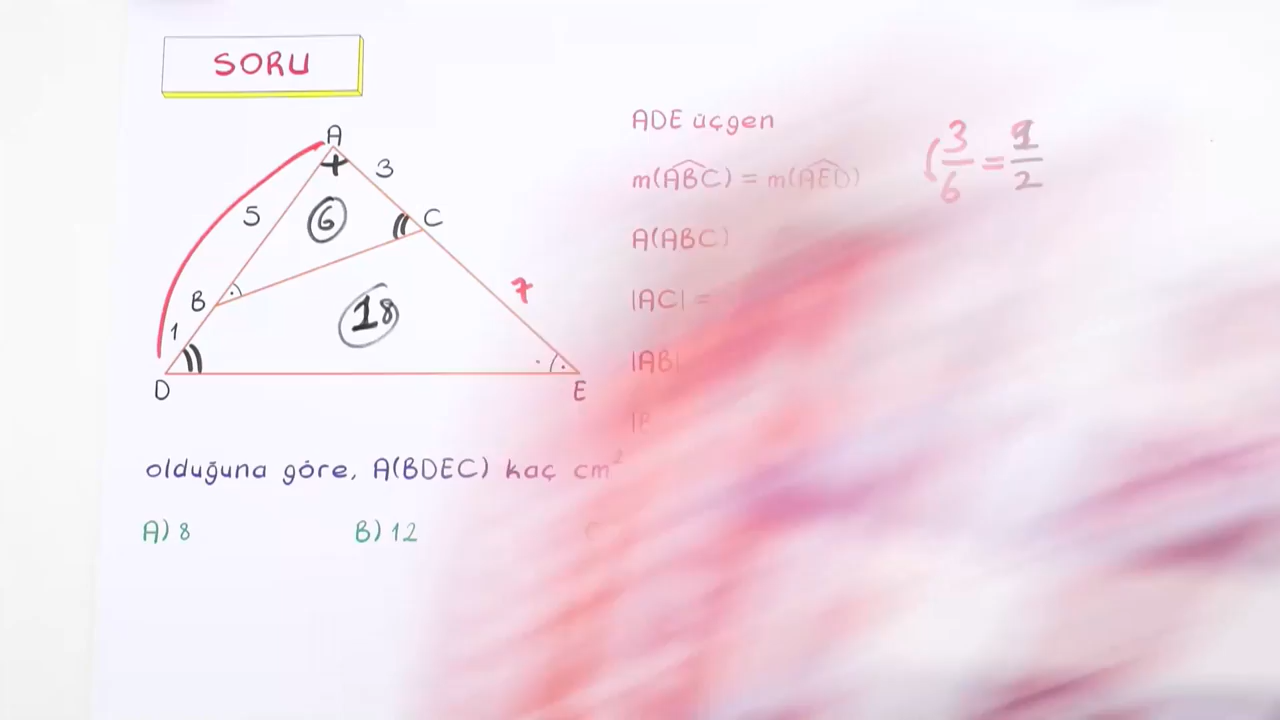 SORU
A
3
5
6
C
B
7
18
1
D
E
ADE üçgen
m(ABC) = m(AED)
A(ABC)
|AC| =
|AB|
3/6 = 1/2
olduğuna göre, A(BDEC) kaç cm²
A) 8
B) 12